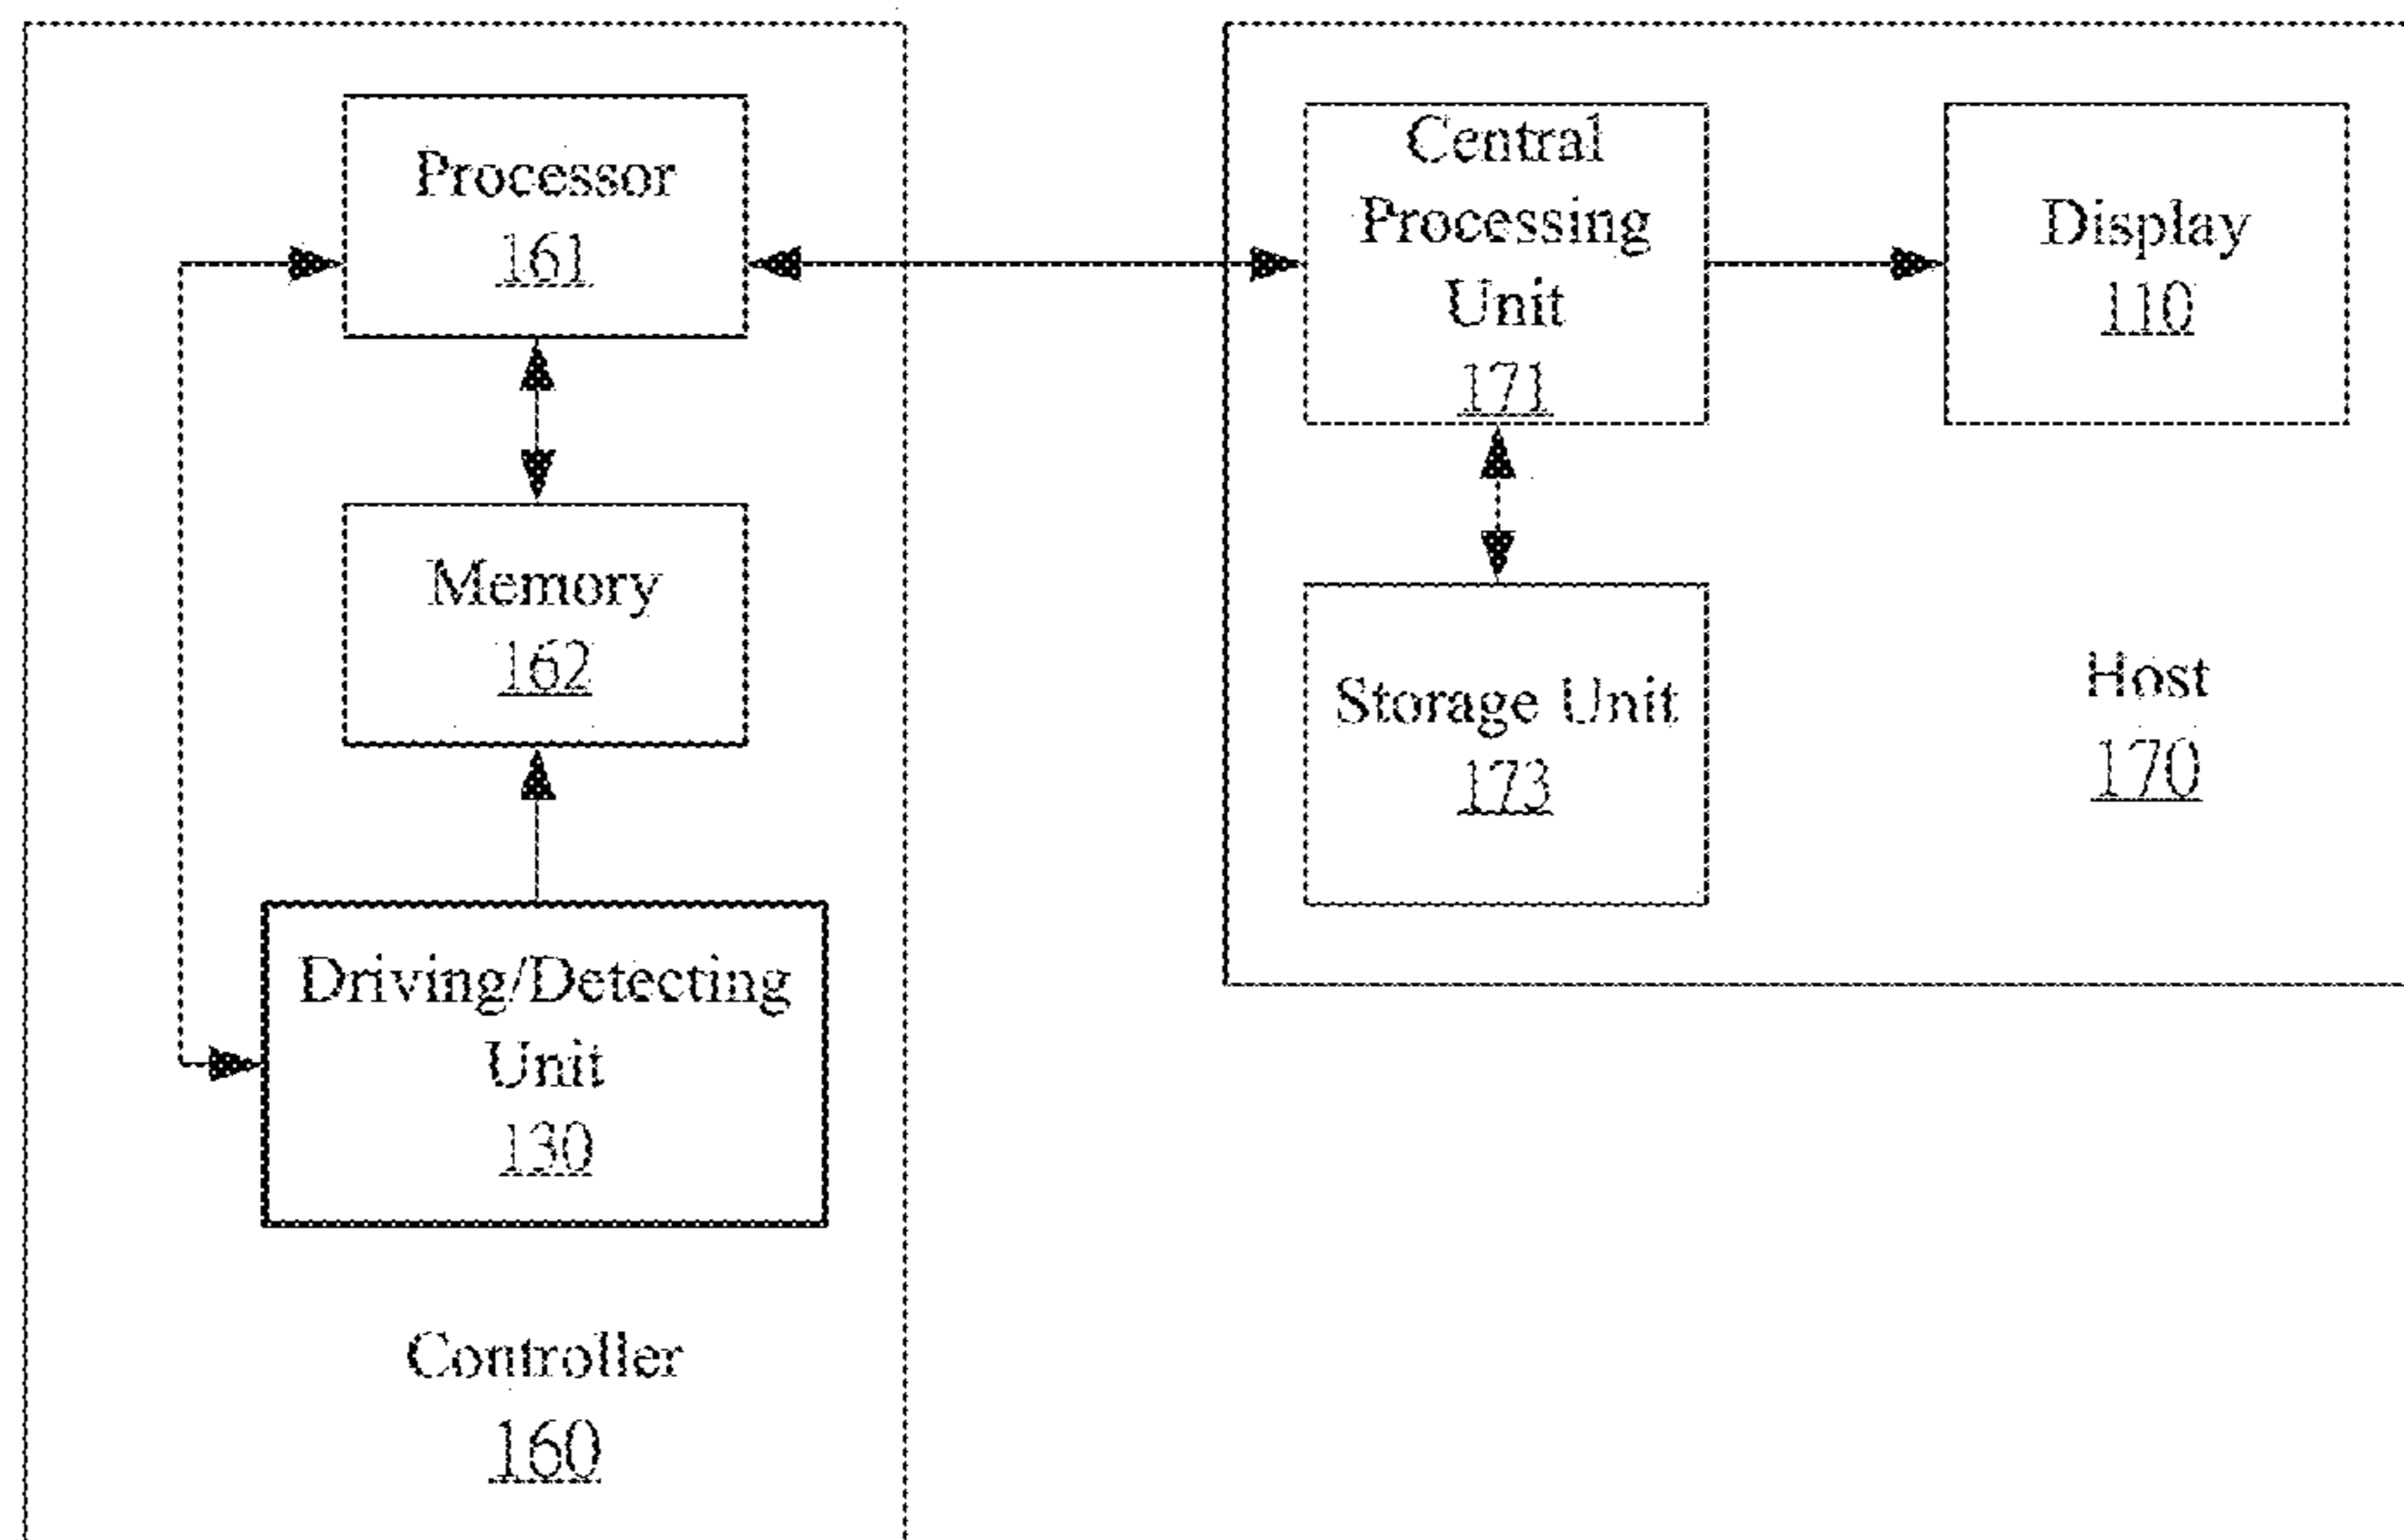 Processor
161
Memory
162
Driving/Detecting
Unit
130
Controller
160
Central
Processing
Unit
171
Storage Unit
173
Display
110
Host
170